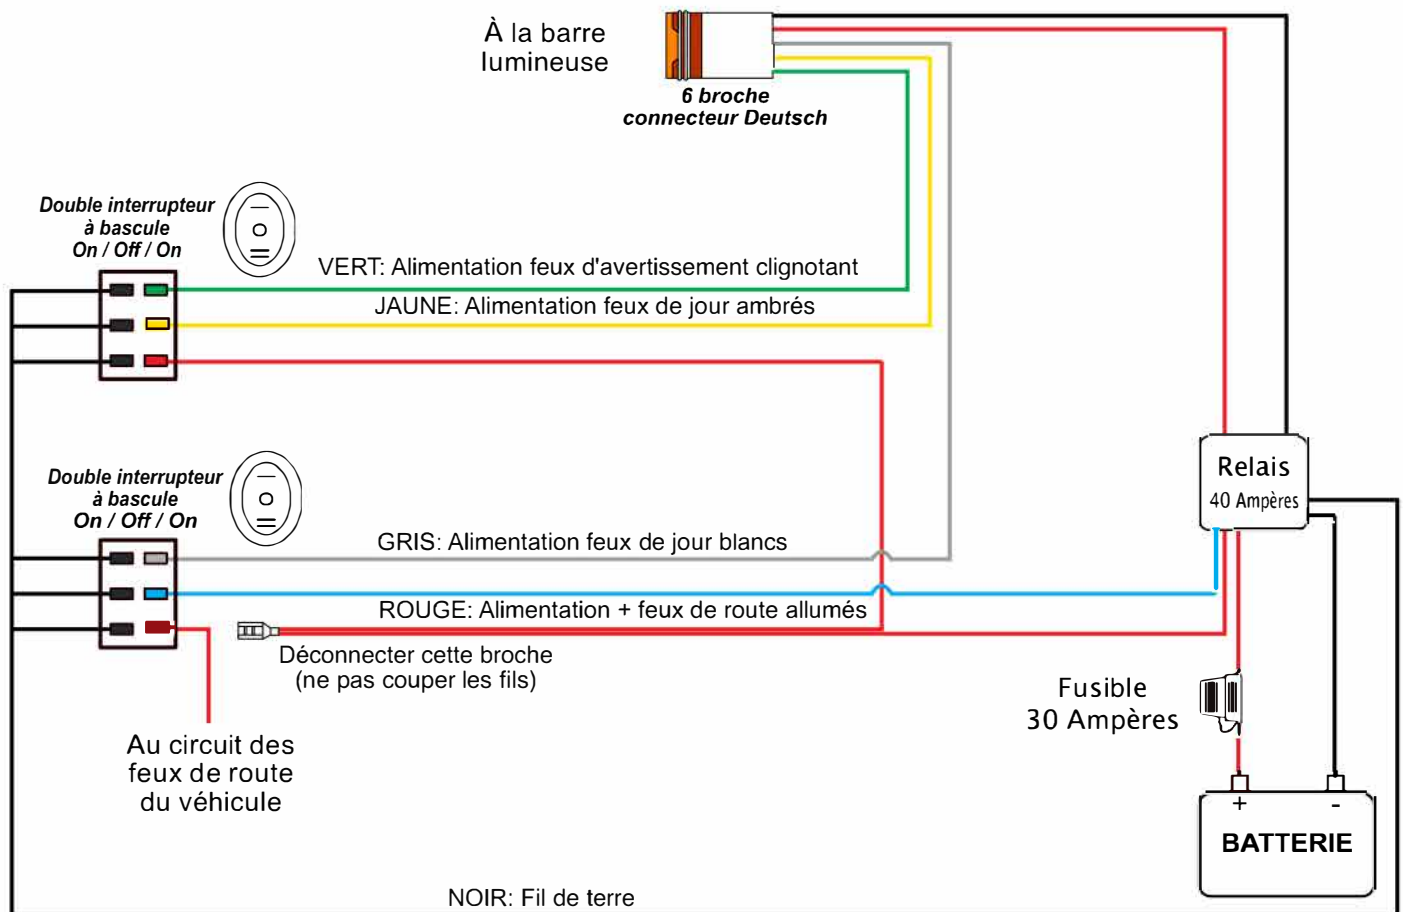 À la barre
lumineuse
6 broche
connecteur Deutsch
Double interrupteur
à bascule
On / Off / On
VERT: Alimentation feux d'avertissement clignotant
JAUNE: Alimentation feux de jour ambrés
Double interrupteur
à bascule
On / Off / On
GRIS: Alimentation feux de jour blancs
ROUGE: Alimentation + feux de route allumés
Déconnecter cette broche
(ne pas couper les fils)
Au circuit des
feux de route
du véhicule
Relais
40 Ampères
Fusible
30 Ampères
+ -
BATTERIE
NOIR: Fil de terre